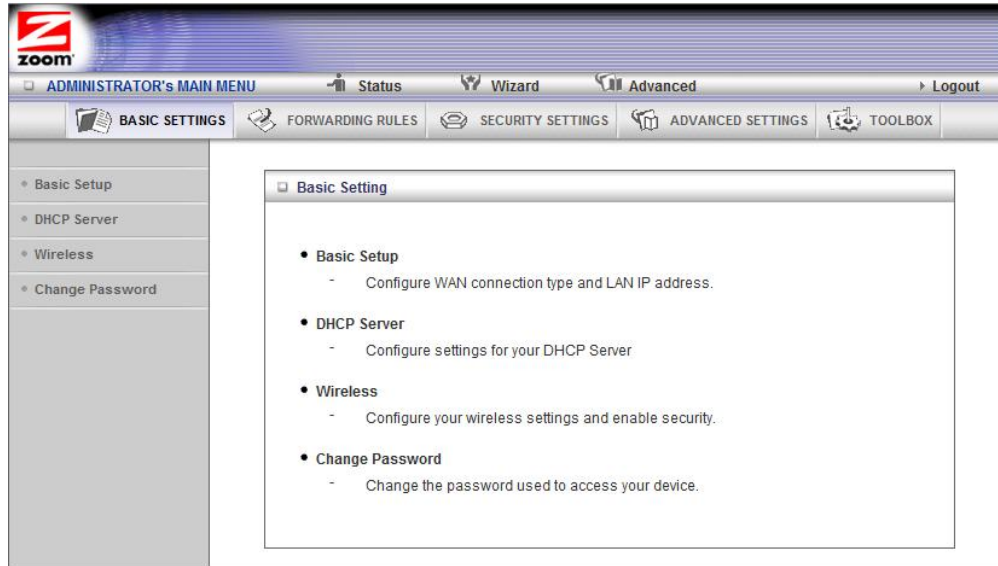 zoom
ADMINISTRATOR's MAIN MENU Status Wizard Advanced Logout
BASIC SETTINGS FORWARDING RULES SECURITY SETTINGS ADVANCED SETTINGS TOOLBOX
Basic Setup
DHCP Server
Wireless
Change Password
Basic Setting
Basic Setup
- Configure WAN connection type and LAN IP address.
DHCP Server
- Configure settings for your DHCP Server
Wireless
- Configure your wireless settings and enable security.
Change Password
- Change the password used to access your device.